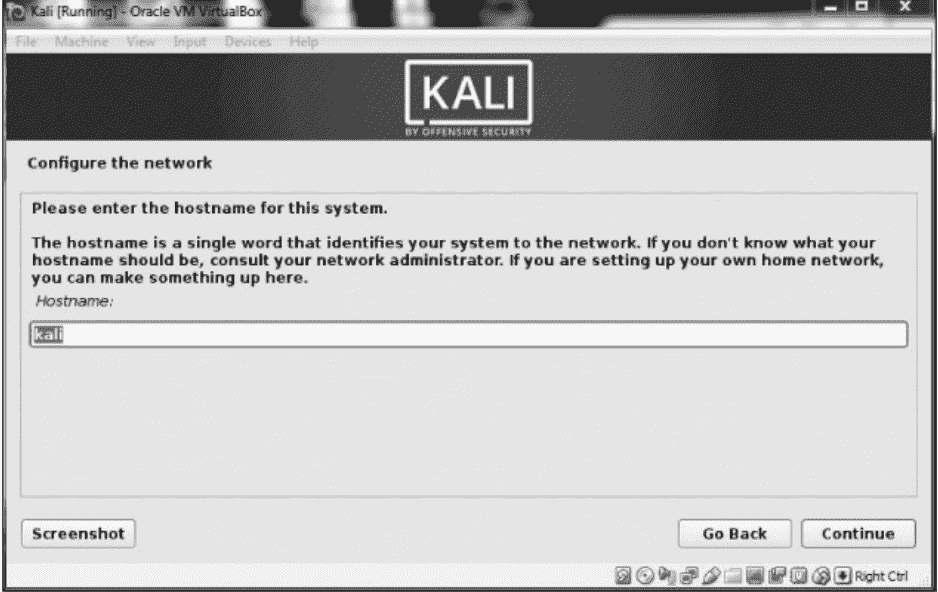 Kali [Running] - Oracle VM VirtualBox
File Machine View Input Devices Help
KALI
BY OFFENSIVE SECURITY
Configure the network
Please enter the hostname for this system.
The hostname is a single word that identifies your system to the network. If you don't know what your
hostname should be, consult your network administrator. If you are setting up your own home network,
you can make something up here.
Hostname:
kali
Screenshot
Go Back Continue
Right Ctrl